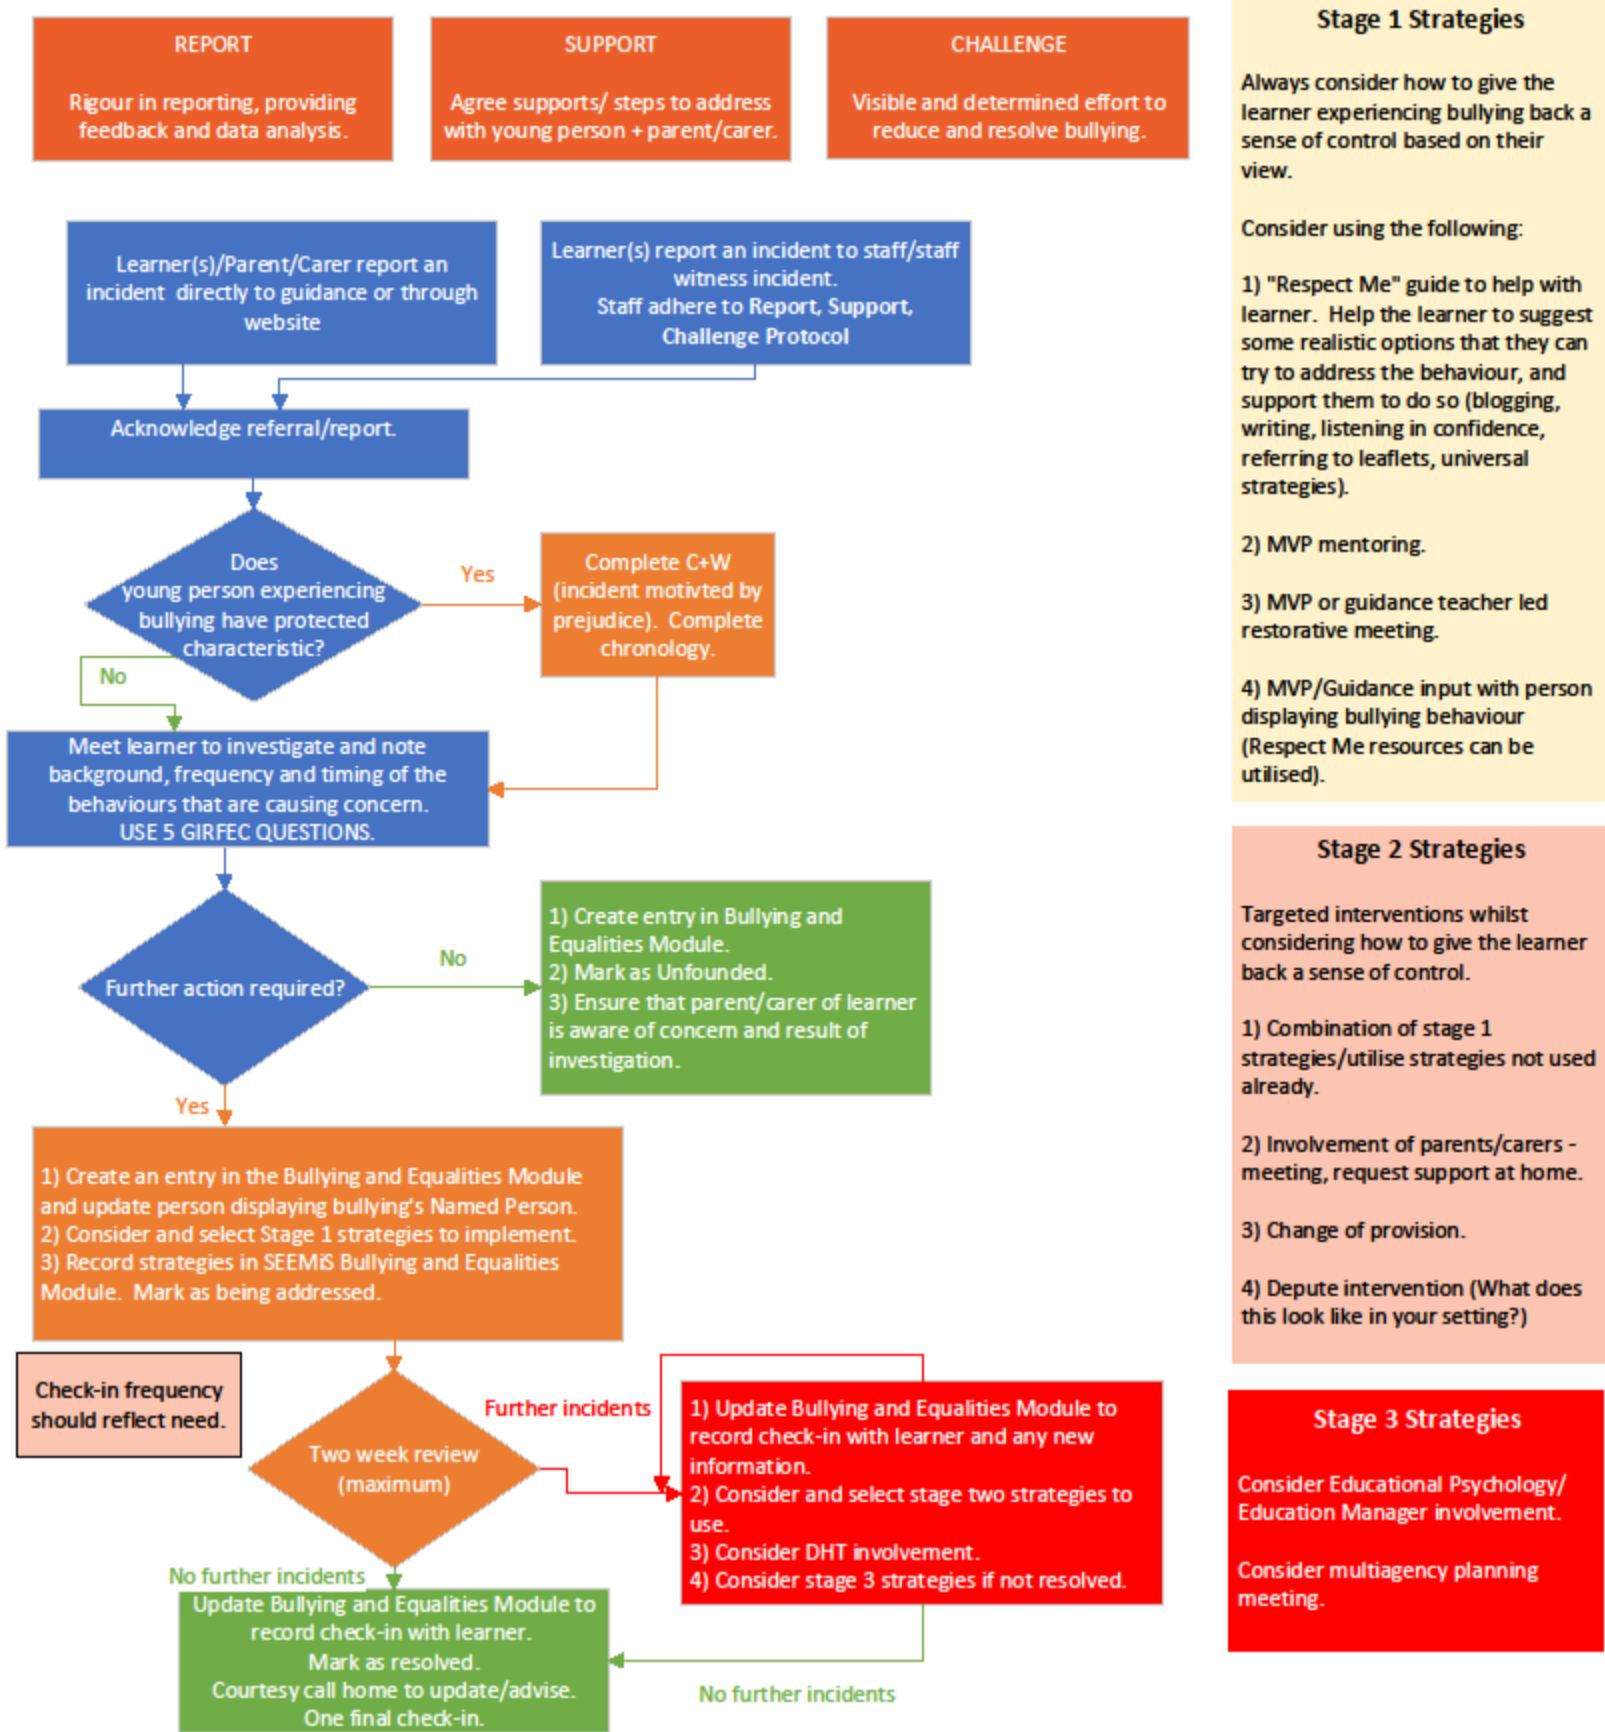 REPORT
Rigour in reporting, providing
feedback and data analysis.
SUPPORT
Agree supports/ steps to address
with young person + parent/carer.
CHALLENGE
Visible and determined effort to
reduce and resolve bullying.
Learner(s)/Parent/Carer report an
incident directly to guidance or through
website
Learner(s) report an incident to staff/staff
witness incident.
Staff adhere to Report, Support,
Challenge Protocol
Acknowledge referral/report.
Does
young person experiencing
bullying have protected
characteristic?
Yes
Complete C+W
(incident motivted by
prejudice). Complete
chronology.
No
Meet learner to investigate and note
background, frequency and timing of the
behaviours that are causing concern.
USE 5 GIRFEC QUESTIONS.
Further action required?
No
1) Create entry in Bullying and
Equalities Module.
2) Mark as Unfounded.
3) Ensure that parent/carer of learner
is aware of concern and result of
investigation.
Yes
1) Create an entry in the Bullying and Equalities Module
and update person displaying bullying's Named Person.
2) Consider and select Stage 1 strategies to implement.
3) Record strategies in SEEMiS Bullying and Equalities
Module. Mark as being addressed.
Check-in frequency
should reflect need.
Two week review
(maximum)
Further incidents
1) Update Bullying and Equalities Module to
record check-in with learner and any new
information.
2) Consider and select stage two strategies to
use.
3) Consider DHT involvement.
4) Consider stage 3 strategies if not resolved.
No further incidents
Update Bullying and Equalities Module to
record check-in with learner.
Mark as resolved.
Courtesy call home to update/advise.
One final check-in.
No further incidents
Stage 1 Strategies
Always consider how to give the
learner experiencing bullying back a
sense of control based on their
view.
Consider using the following:
1) "Respect Me" guide to help with
learner. Help the learner to suggest
some realistic options that they can
try to address the behaviour, and
support them to do so (blogging,
writing, listening in confidence,
referring to leaflets, universal
strategies).
2) MVP mentoring.
3) MVP or guidance teacher led
restorative meeting.
4) MVP/Guidance input with person
displaying bullying behaviour
(Respect Me resources can be
utilised).
Stage 2 Strategies
Targeted interventions whilst
considering how to give the learner
back a sense of control.
1) Combination of stage 1
strategies/utilise strategies not used
already.
2) Involvement of parents/carers -
meeting, request support at home.
3) Change of provision.
4) Depute intervention (What does
this look like in your setting?)
Stage 3 Strategies
Consider Educational Psychology/
Education Manager involvement.
Consider multiagency planning
meeting.